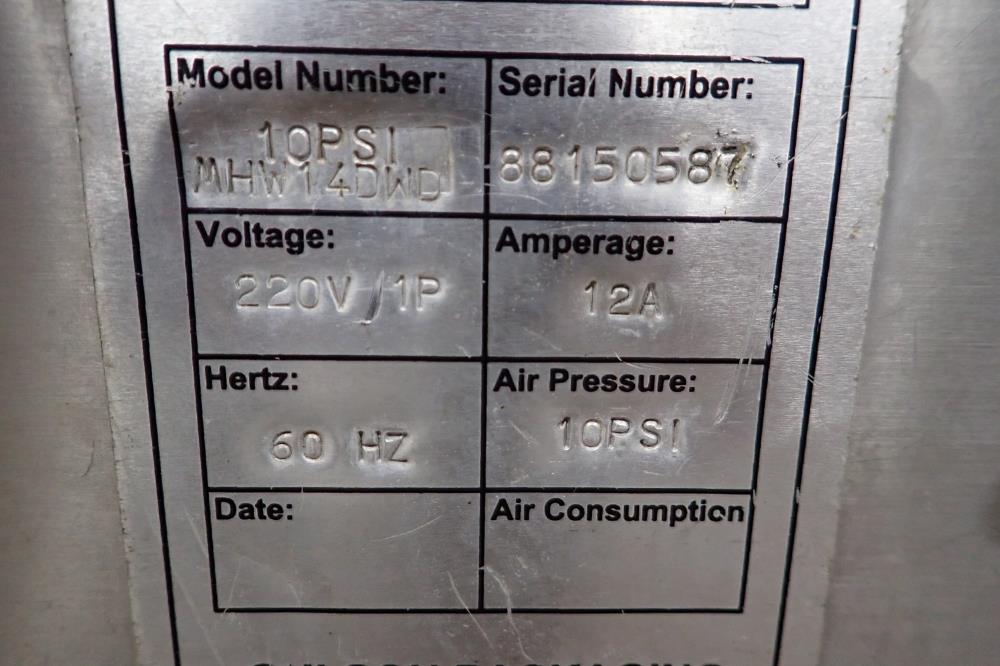 Model Number:
10PSI
MHW14DWD
Serial Number:
88150587
Voltage:
220V/1P
Amperage:
12A
Hertz:
60 HZ
Air Pressure:
10PSI
Date:
Air Consumption
PACKAGING